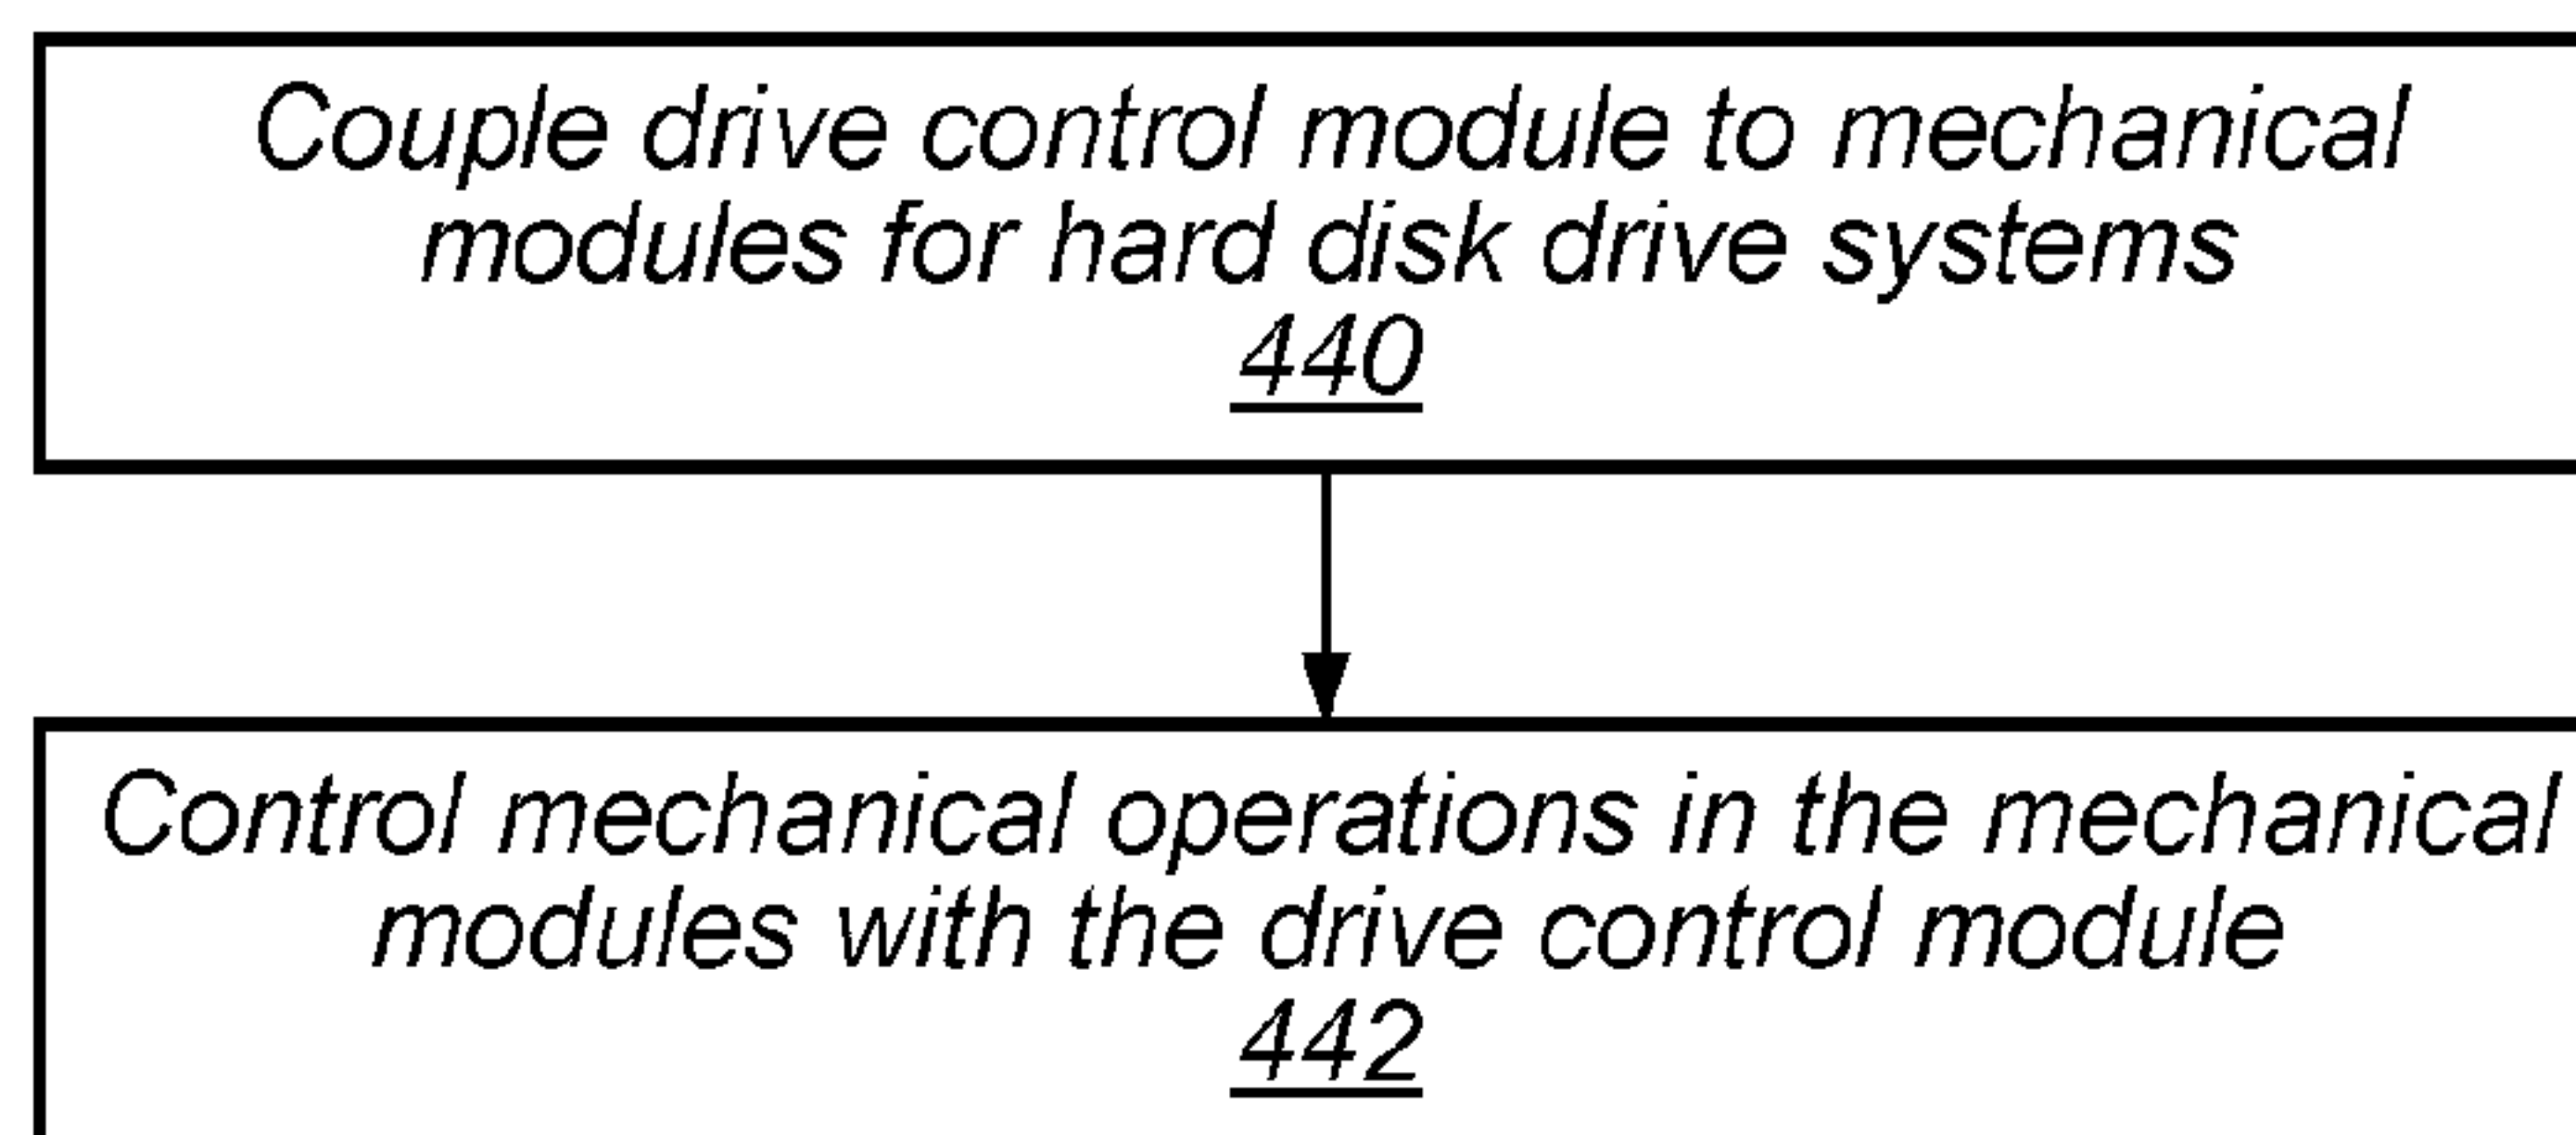 Couple drive control module to mechanical
modules for hard disk drive systems
440
Control mechanical operations in the mechanical
modules with the drive control module
442